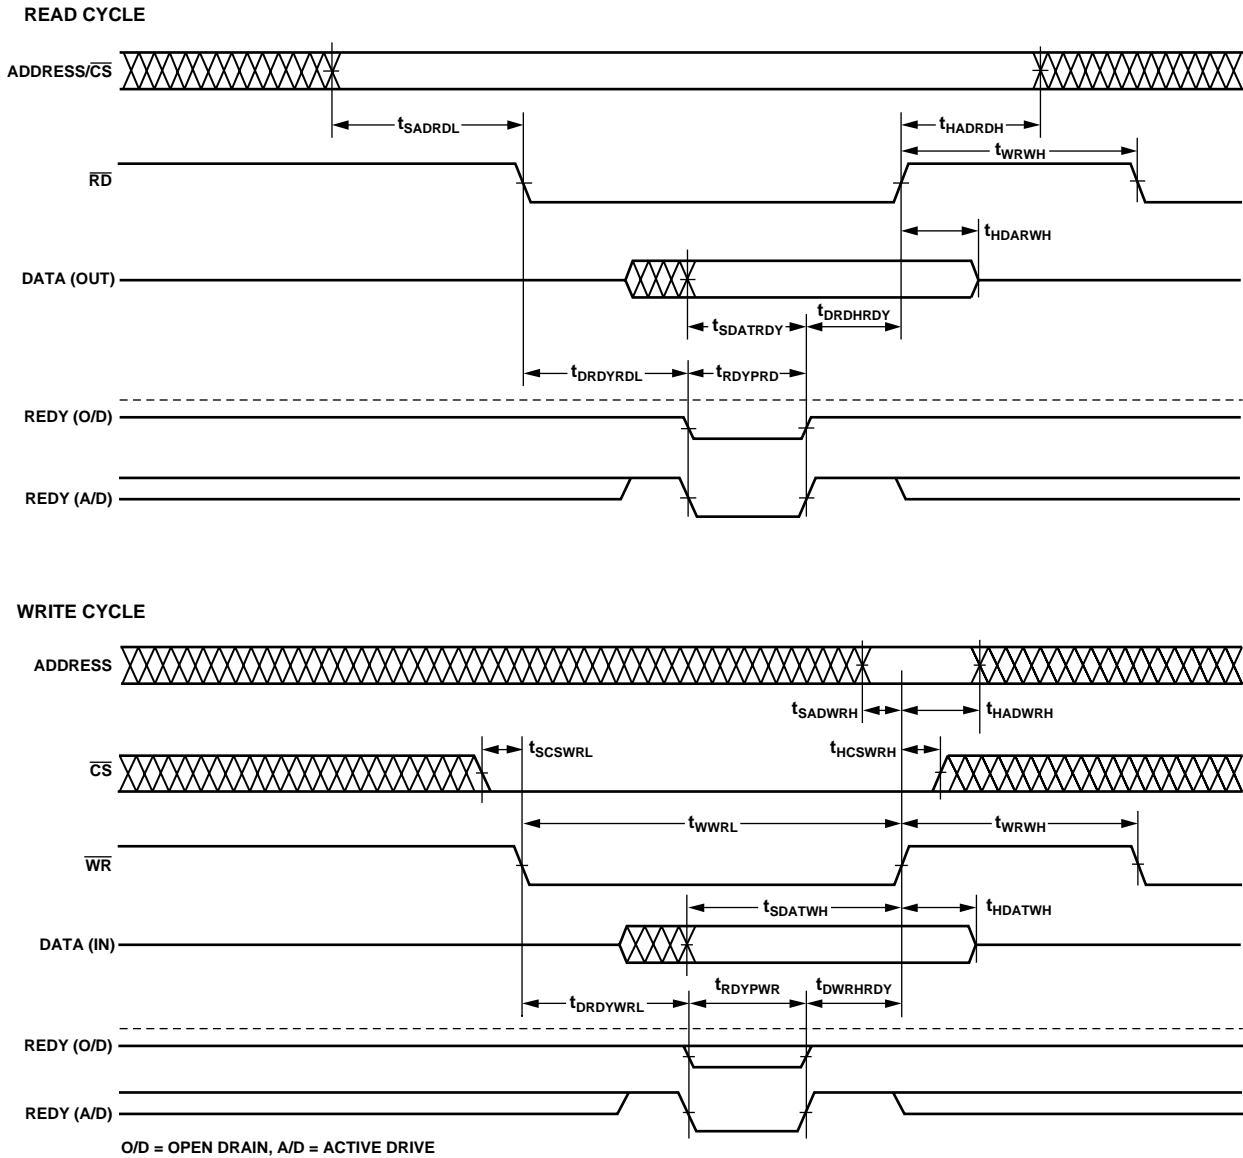 READ CYCLE
ADDRESS/CS
tSADRDL
tHADRDH
tWRWH
RD
tHDARWH
DATA (OUT)
tSDATRDY
tDRDHRDY
tDRDYRDL
tRDYPRD
REDY (O/D)
REDY (A/D)
WRITE CYCLE
ADDRESS
tSADWRH
tHADWRH
tSCSWRL
tHCSWRH
CS
tWWRL
tWRWH
WR
tSDATWH
tHDATWH
DATA (IN)
tDRDYWRL
tRDYPWR
tDWRHRDY
REDY (O/D)
REDY (A/D)
O/D = OPEN DRAIN, A/D = ACTIVE DRIVE